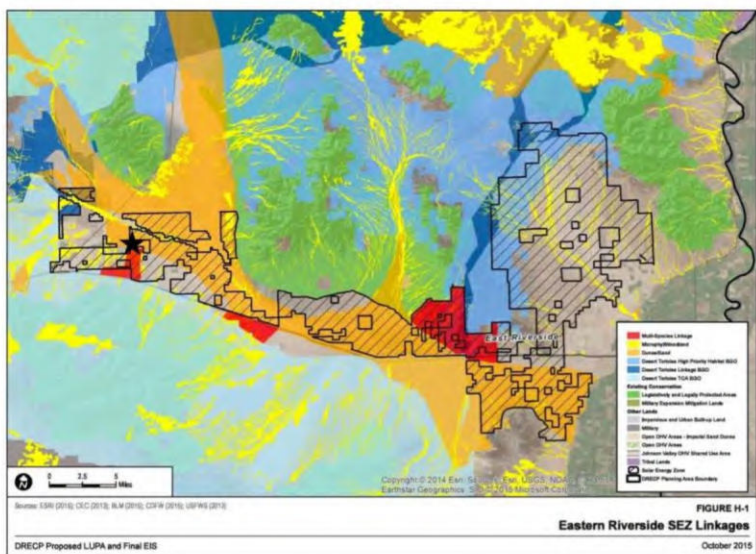 East Riverside
Multi-Species Linkage
Microphyll Woodland
Dunes/Sand
Desert Tortoise High Priority Habitat BGO
Desert Tortoise Linkage BGO
Desert Tortoise TCA BGO
Existing Conservation
Legislatively and Legally Protected Areas
Military Expansion Mitigation Lands
Other Lands
Impervious and Urban Built-up Land
Military
Open OHV Areas - Imperial Sand Dunes
Open OHV Areas
Johnson Valley OHV Shared Use Area
Tribal Lands
Solar Energy Zone
DRECP Planning Area Boundary
N
0 2.5 5
Miles
Copyright © 2014 Esri
Earthstar Geographics
Microsoft
Sources: ESRI (2015); CEC (2013); BLM (2015); CDFW (2015); USFWS (2013)
FIGURE H-1
Eastern Riverside SEZ Linkages
DRECP Proposed LUPA and Final EIS
October 2015